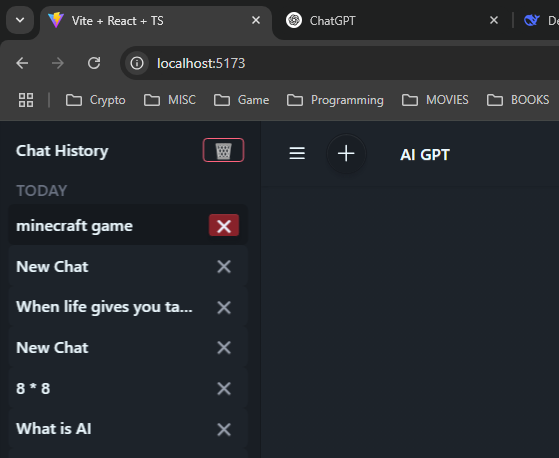 Vite + React + TS
ChatGPT
De
localhost:5173
Crypto MISC Game Programming MOVIES BOOKS
Chat History
AI GPT
TODAY
minecraft game
New Chat
When life gives you ta...
New Chat
8 * 8
What is AI